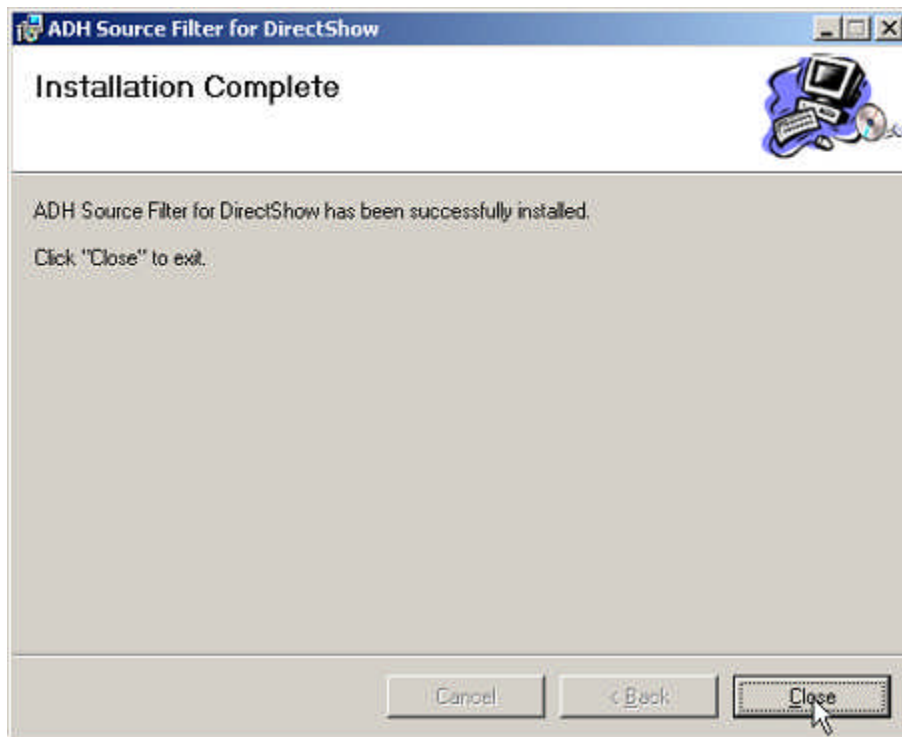 ADH Source Filter for DirectShow
Installation Complete
ADH Source Filter for DirectShow has been successfully installed.
Click "Close" to exit.
Cancel
< Back
Close